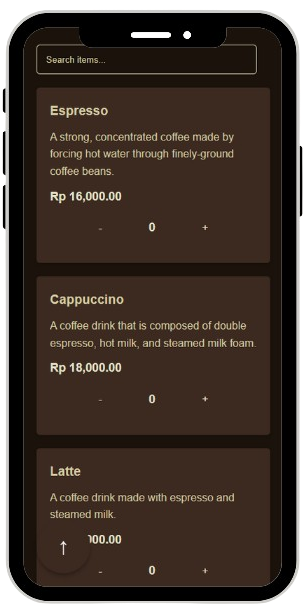 Search items...
Espresso
A strong, concentrated coffee made by
forcing hot water through finely-ground
coffee beans.
Rp 16,000.00
- 0 +
Cappuccino
A coffee drink that is composed of double
espresso, hot milk, and steamed milk foam.
Rp 18,000.00
- 0 +
Latte
A coffee drink made with espresso and
steamed milk.
00.00
↑
- 0 +